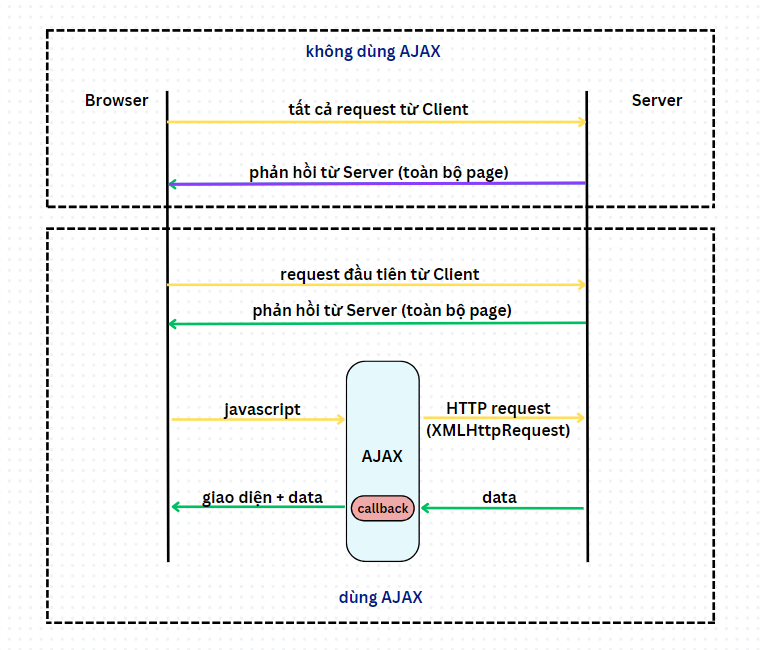 không dùng AJAX
Browser
Server
tất cả request từ Client
phản hồi từ Server (toàn bộ page)
request đầu tiên từ Client
phản hồi từ Server (toàn bộ page)
javascript
HTTP request
(XMLHttpRequest)
AJAX
giao diện + data
callback
data
dùng AJAX